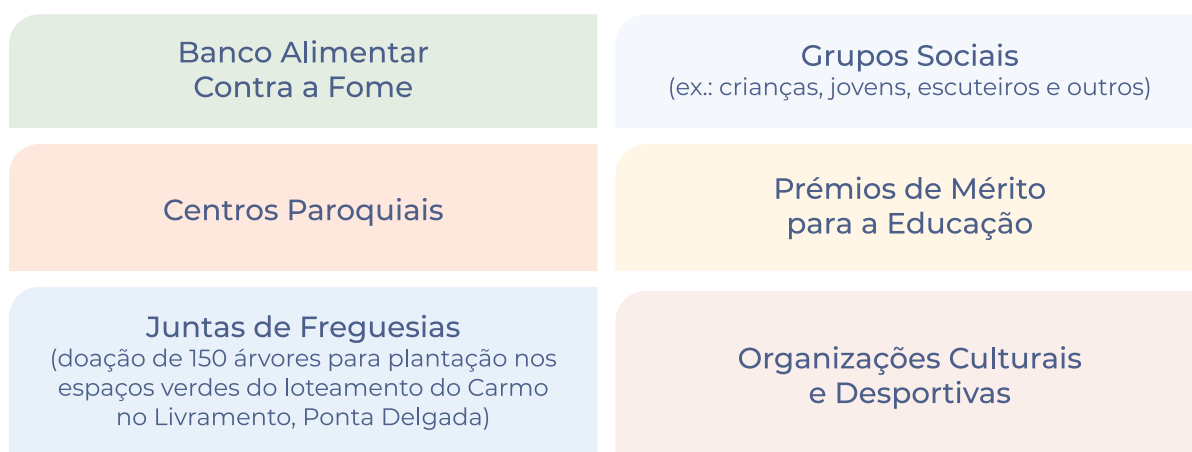 Banco Alimentar
Contra a Fome
Grupos Sociais
(ex.: crianças, jovens, escuteiros e outros)
Centros Paroquiais
Prémios de Mérito
para a Educação
Juntas de Freguesias
(doação de 150 árvores para plantação nos
espaços verdes do loteamento do Carmo
no Livramento, Ponta Delgada)
Organizações Culturais
e Desportivas